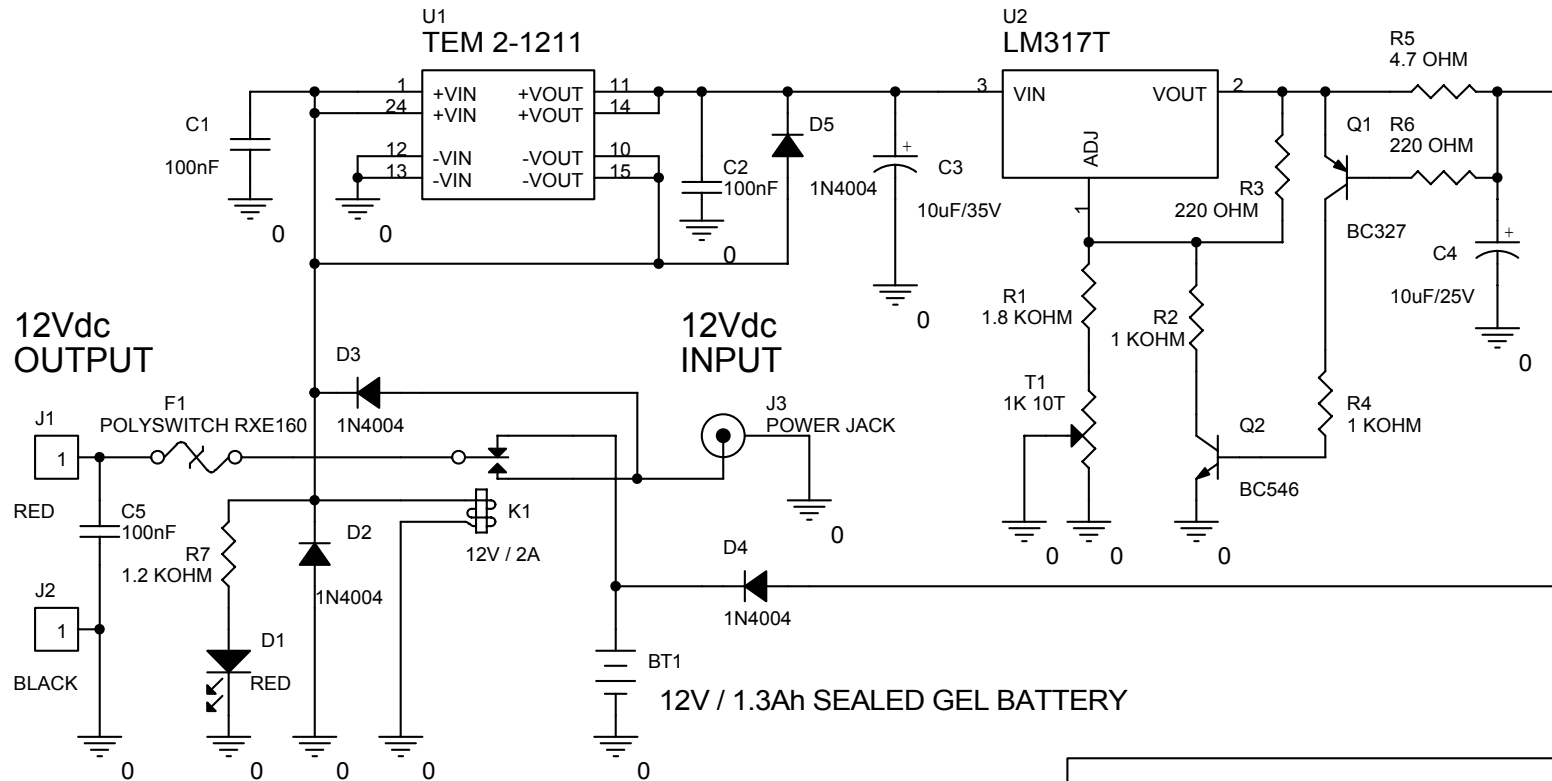 U1
TEM 2-1211
U2
LM317T
R5
4.7 OHM
1
+VIN
+VOUT
11
24
+VIN
+VOUT
14
12
-VIN
-VOUT
10
13
-VIN
-VOUT
15
3
VIN
VOUT
2
ADJ
1
C1
100nF
0
0
C2
100nF
0
D5
1N4004
C3
+
10uF/35V
0
R3
220 OHM
Q1
BC327
R6
220 OHM
C4
+
10uF/25V
0
12Vdc
OUTPUT
12Vdc
INPUT
D3
1N4004
R1
1.8 KOHM
R2
1 KOHM
T1
1K 10T
R4
1 KOHM
Q2
BC546
0
0
0
J1
1
RED
F1
POLYSWITCH RXE160
J3
POWER JACK
0
C5
100nF
R7
1.2 KOHM
D2
1N4004
K1
12V / 2A
D4
1N4004
J2
1
BLACK
D1
RED
BT1
12V / 1.3Ah SEALED GEL BATTERY
0
0
0
0
0